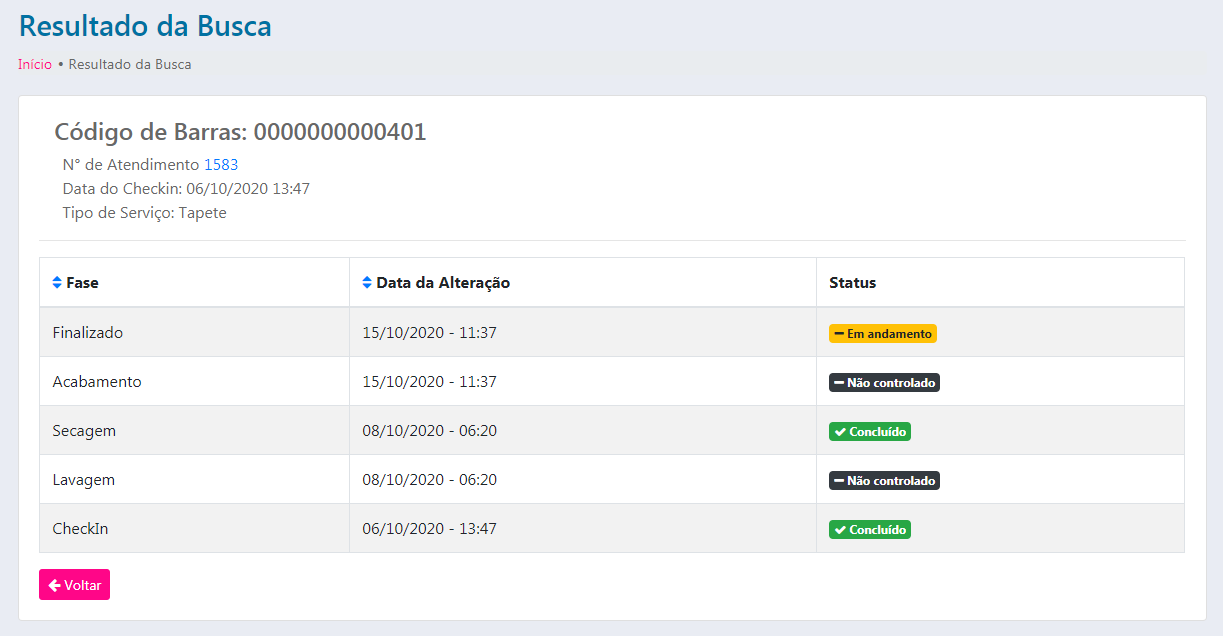 Resultado da Busca
Início • Resultado da Busca
Código de Barras: 0000000000401
N° de Atendimento 1583
Data do Checkin: 06/10/2020 13:47
Tipo de Serviço: Tapete
Fase Data da Alteração Status
Finalizado 15/10/2020 - 11:37 Em andamento
Acabamento 15/10/2020 - 11:37 Não controlado
Secagem 08/10/2020 - 06:20 Concluído
Lavagem 08/10/2020 - 06:20 Não controlado
CheckIn 06/10/2020 - 13:47 Concluído
Voltar